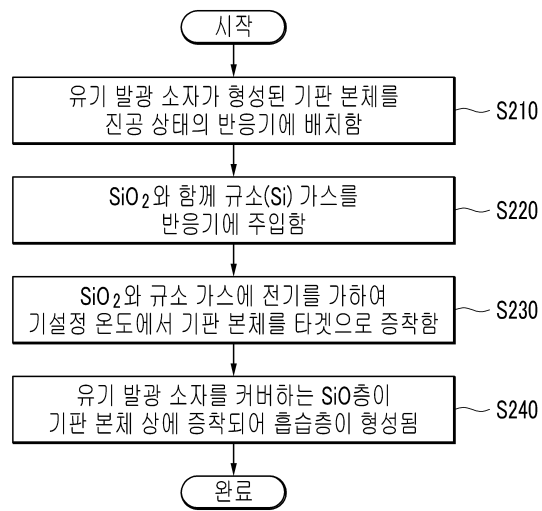 시작
유기 발광 소자가 형성된 기판 본체를
진공 상태의 반응기에 배치함
S210
SiO₂와 함께 규소(Si) 가스를
반응기에 주입함
S220
SiO₂와 규소 가스에 전기를 가하여
기설정 온도에서 기판 본체를 타겟으로 증착함
S230
유기 발광 소자를 커버하는 SiO층이
기판 본체 상에 증착되어 흡습층이 형성됨
S240
완료